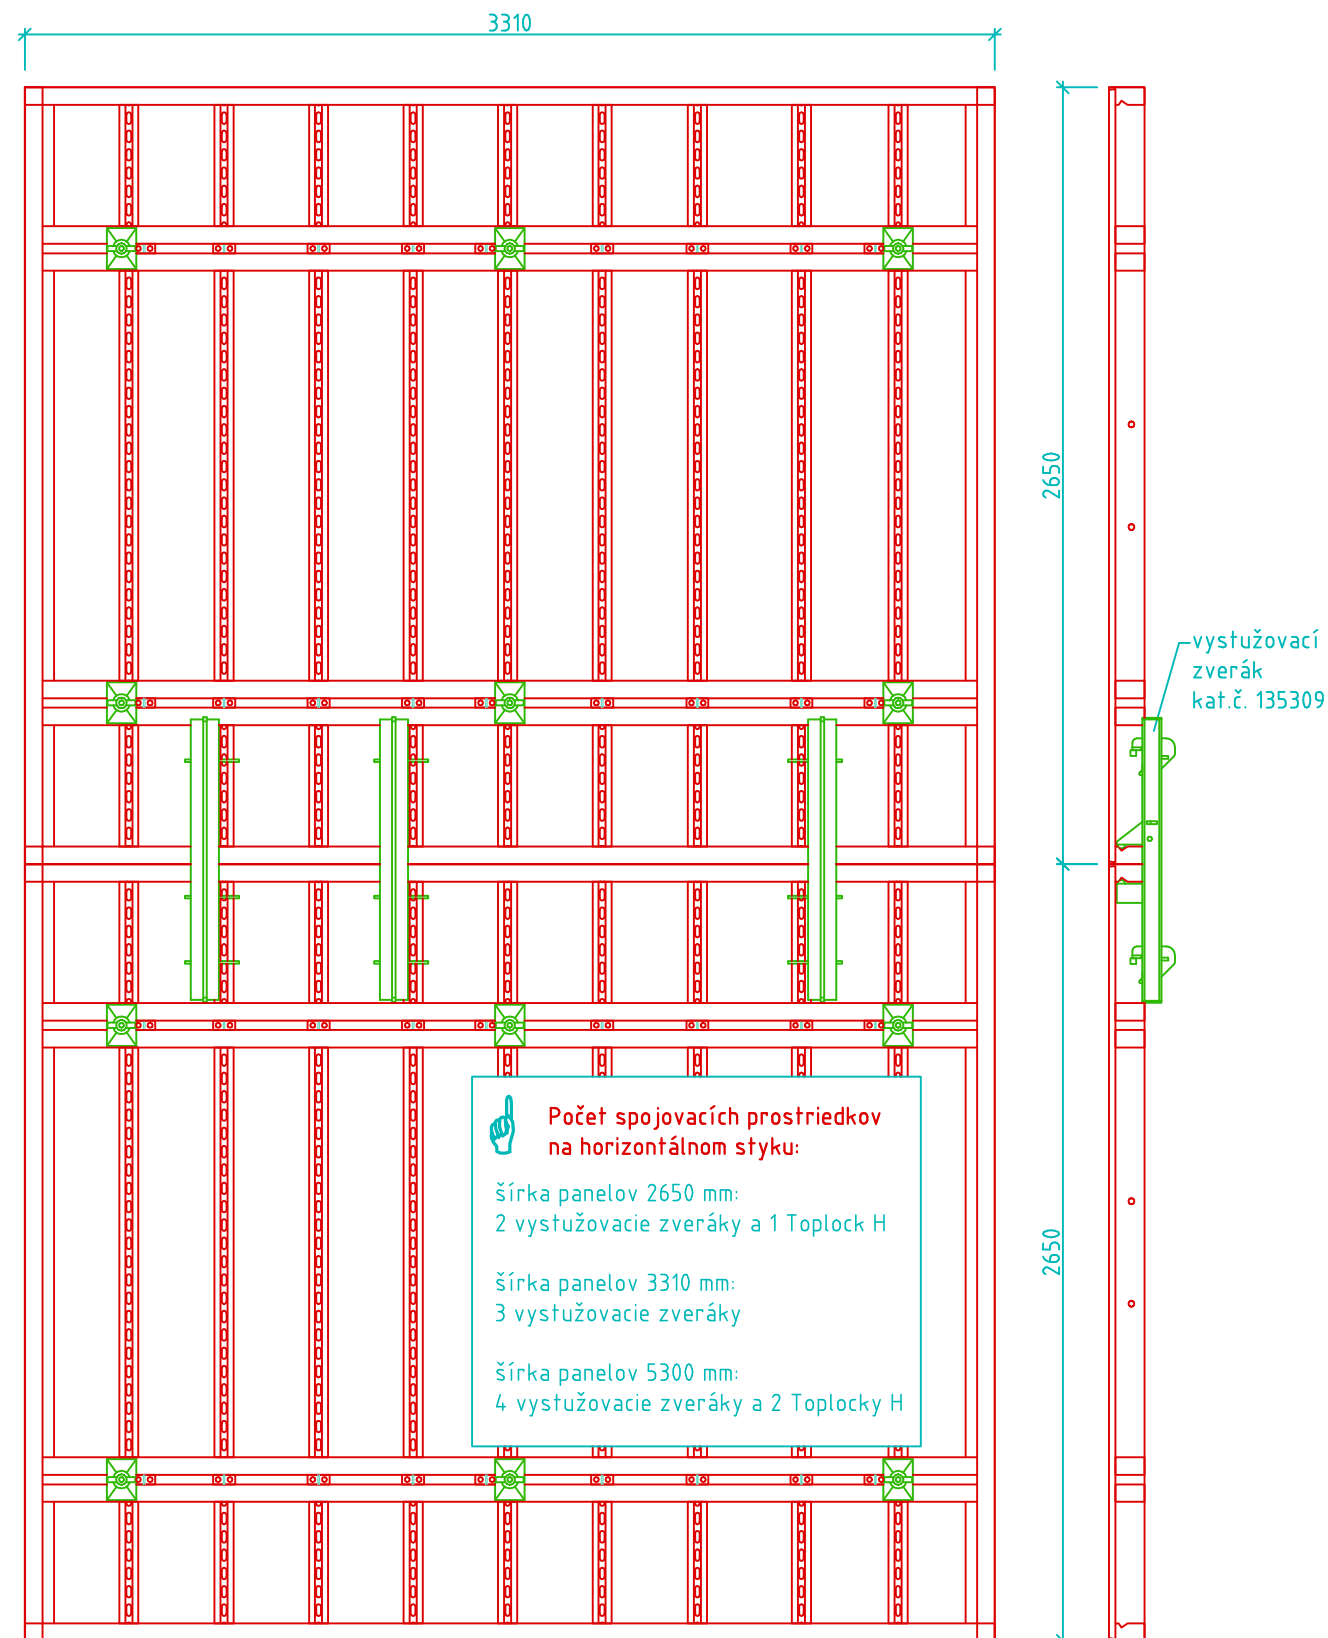 3310
2650
vystužovací
zverák
kat.č. 135309
Počet spojovacích prostriedkov
na horizontálnom styku:
šírka panelov 2650 mm:
2 vystužovacie zveráky a 1 Toplock H
šírka panelov 3310 mm:
3 vystužovacie zveráky
šírka panelov 5300 mm:
4 vystužovacie zveráky a 2 Toplocky H
2650